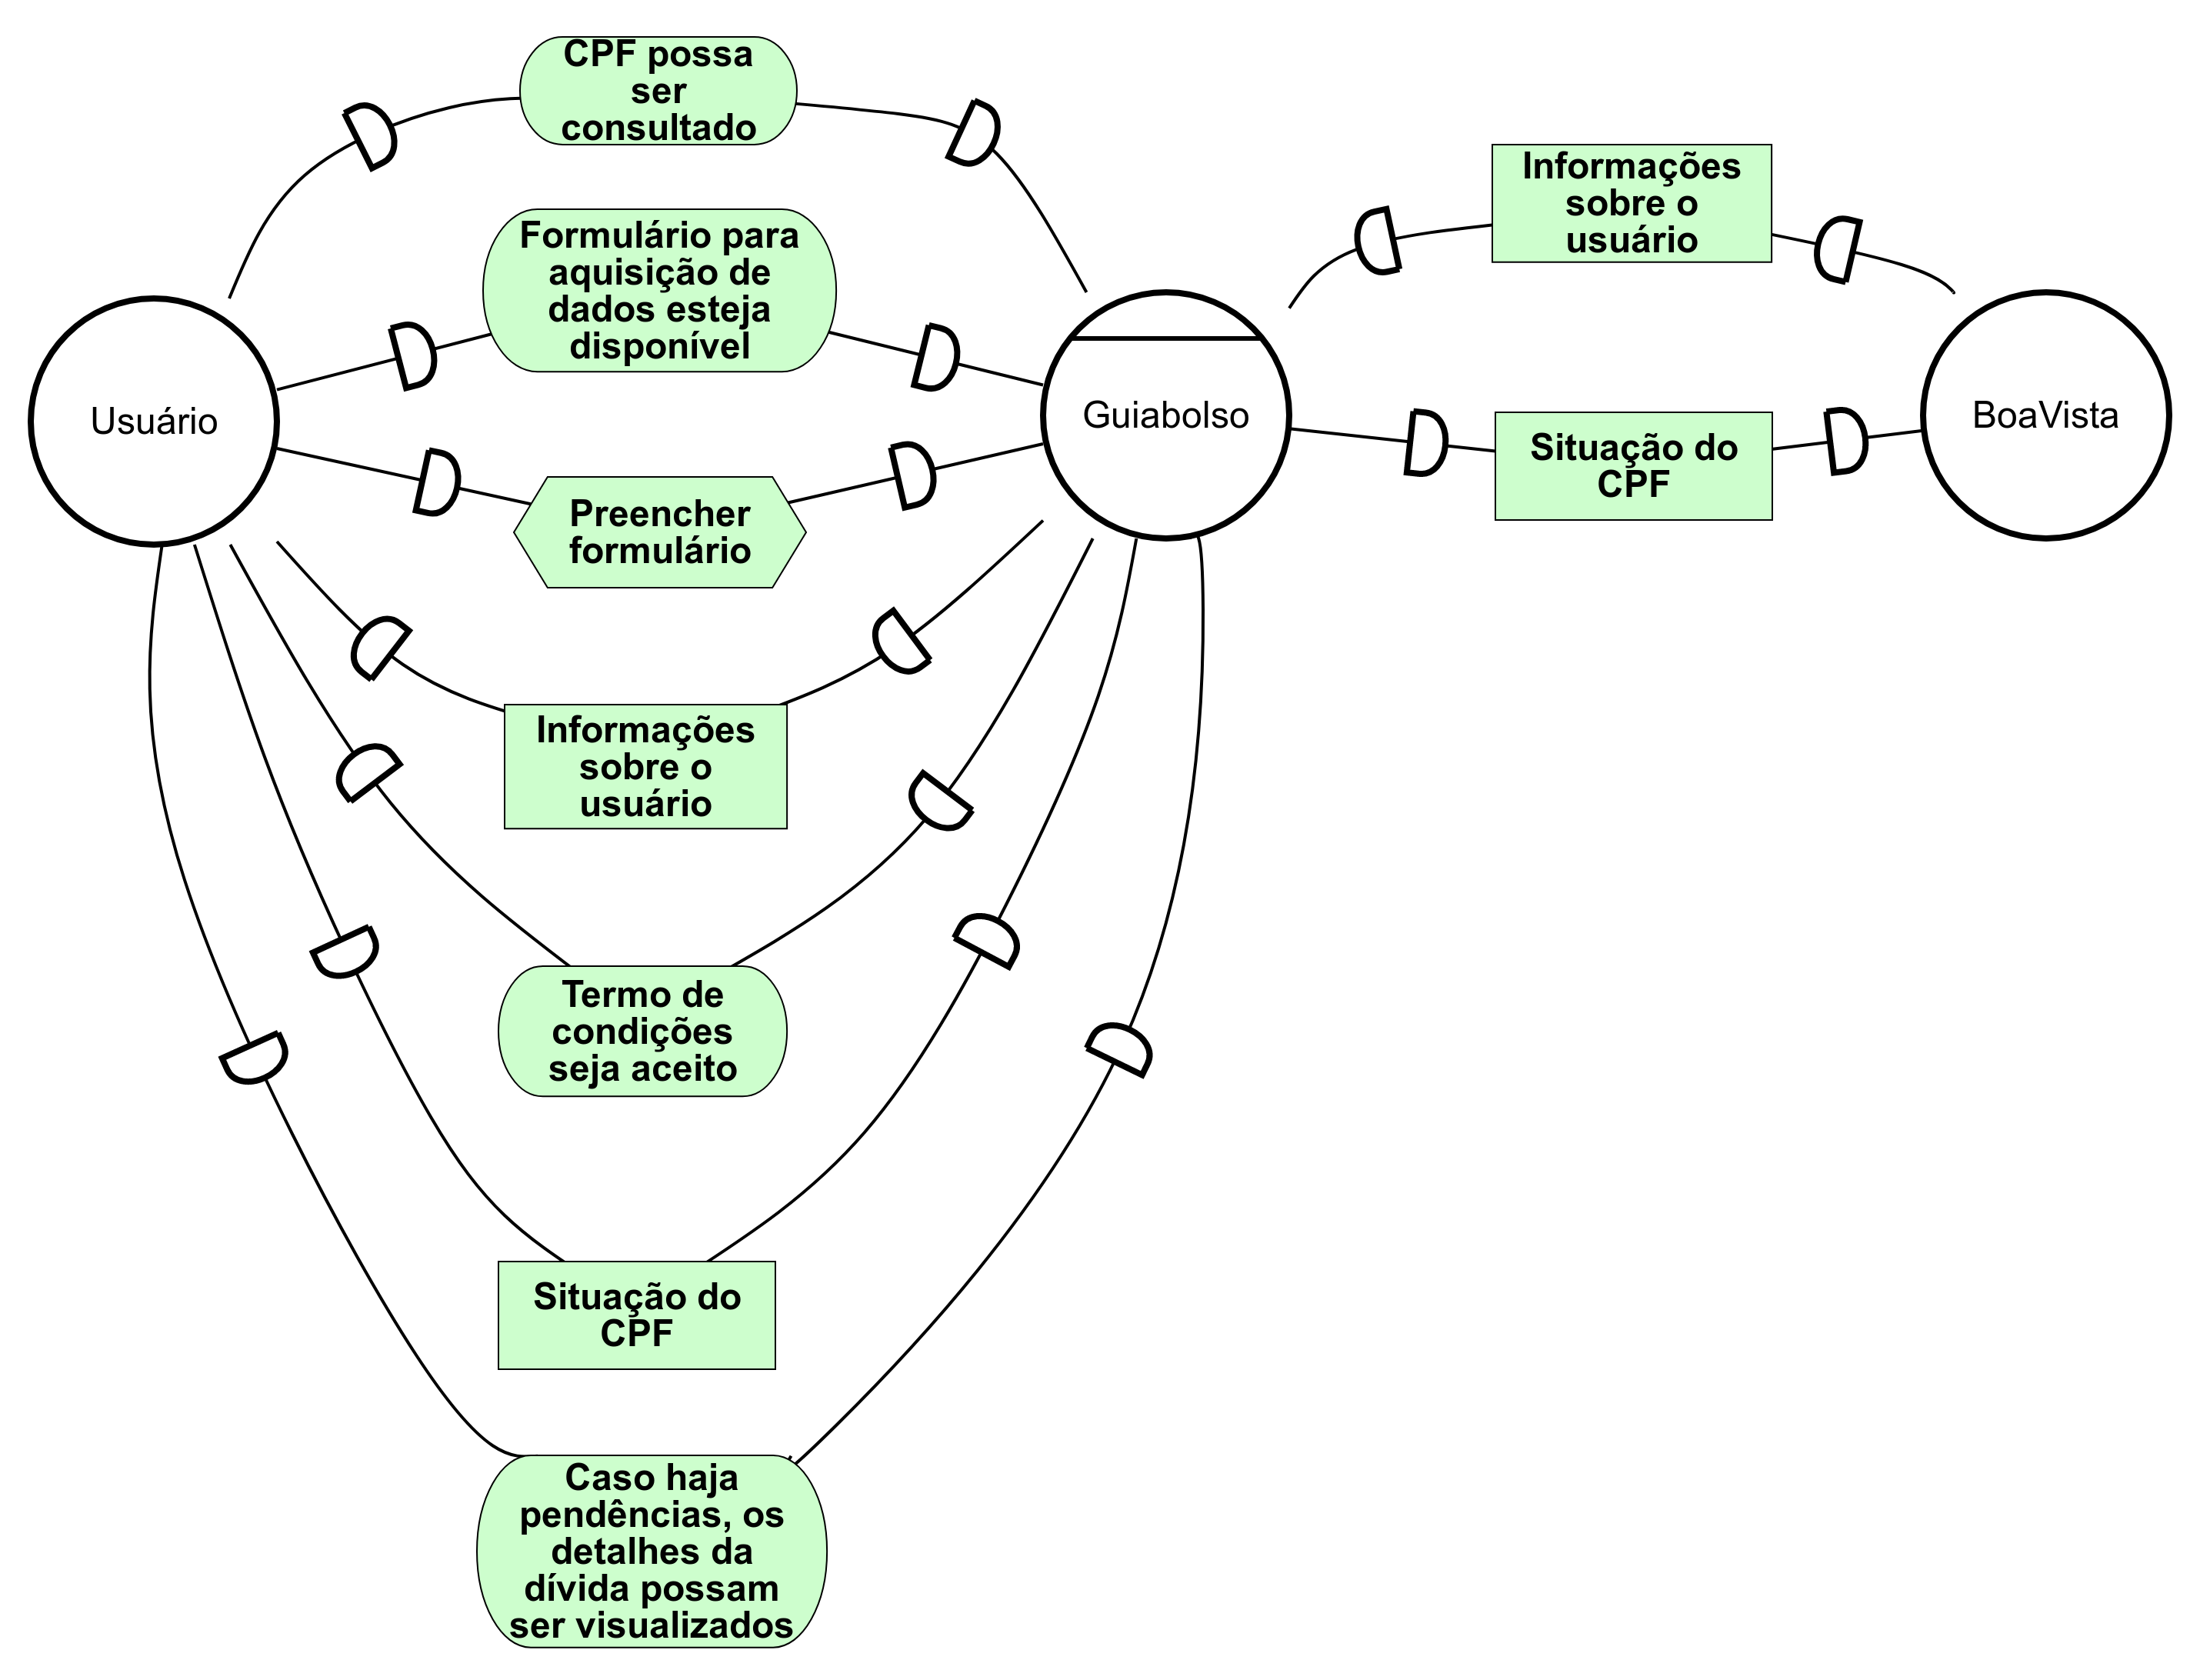 CPF possa
ser
consultado
Informações
sobre o
usuário
Formulário para
aquisição de
dados esteja
disponível
Usuário
Guiabolso
BoaVista
Situação do
CPF
Preencher
formulário
Informações
sobre o
usuário
Termo de
condições
seja aceito
Situação do
CPF
Caso haja
pendências, os
detalhes da
dívida possam
ser visualizados